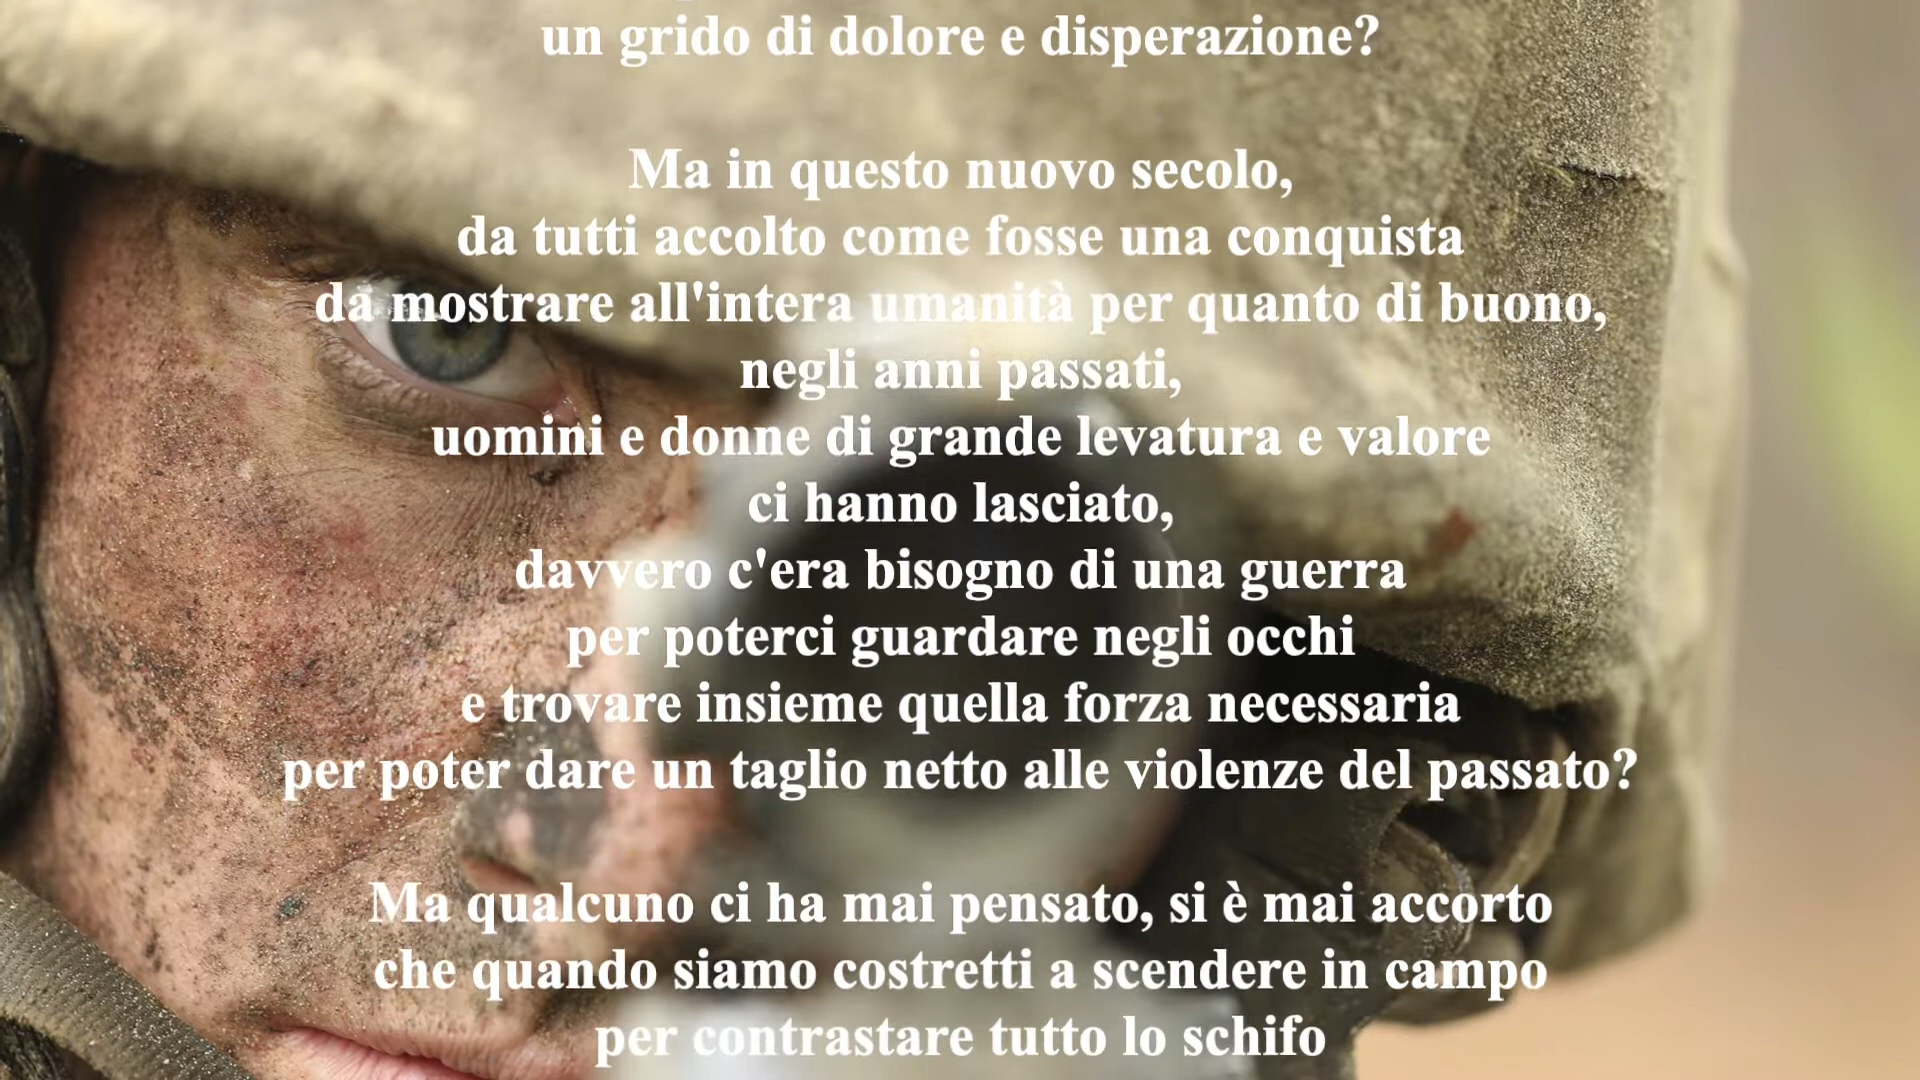 un grido di dolore e disperazione?
Ma in questo nuovo secolo,
da tutti accolto come fosse una conquista
da mostrare all'intera umanità per quanto di buono,
negli anni passati,
uomini e donne di grande levatura e valore
ci hanno lasciato,
davvero c'era bisogno di una guerra
per poterci guardare negli occhi
e trovare insieme quella forza necessaria
per poter dare un taglio netto alle violenze del passato?
Ma qualcuno ci ha mai pensato, si è mai accorto
che quando siamo costretti a scendere in campo
per contrastare tutto lo schifo